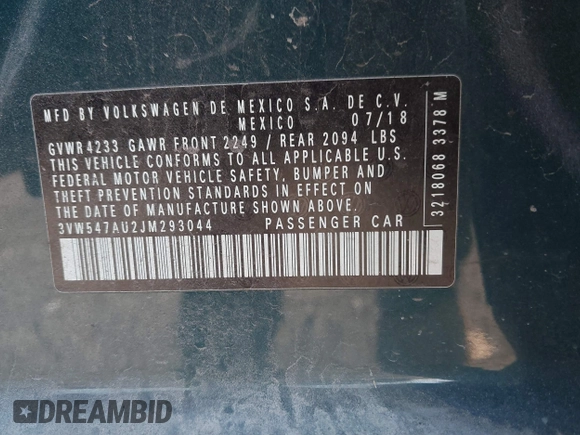 MFD BY VOLKSWAGEN DE MEXICO S.A. DE C.V.
MEXICO 07/18
GVWR4233 GAWR FRONT 2249 / REAR 2094 LBS
THIS VEHICLE CONFORMS TO ALL APPLICABLE U.S.
FEDERAL MOTOR VEHICLE SAFETY, BUMPER AND
THEFT PREVENTION STANDARDS IN EFFECT ON
THE DATE OF MANUFACTURE SHOWN ABOVE.
3VW547AU2JM293044 PASSENGER CAR
3218068 3378 M
DREAMBID